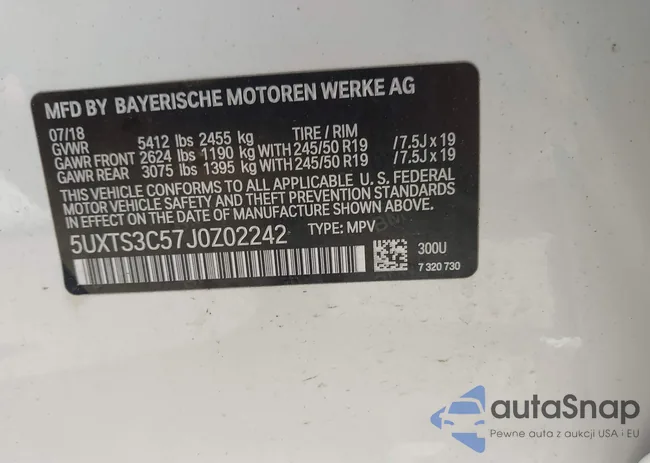 MFD BY BAYERISCHE MOTOREN WERKE AG
07/18
GVWR 5412 lbs 2455 kg TIRE / RIM
GAWR FRONT 2624 lbs 1190 kg WITH 245/50 R19 /7.5J x 19
GAWR REAR 3075 lbs 1395 kg WITH 245/50 R19 /7.5J x 19
THIS VEHICLE CONFORMS TO ALL APPLICABLE U. S. FEDERAL
MOTOR VEHICLE SAFETY AND THEFT PREVENTION STANDARDS
IN EFFECT ON THE DATE OF MANUFACTURE SHOWN ABOVE.
5UXTS3C57J0Z02242 TYPE: MPV
300U
7 320 730
autaSnap
Pewne auta z aukcji USA i EU